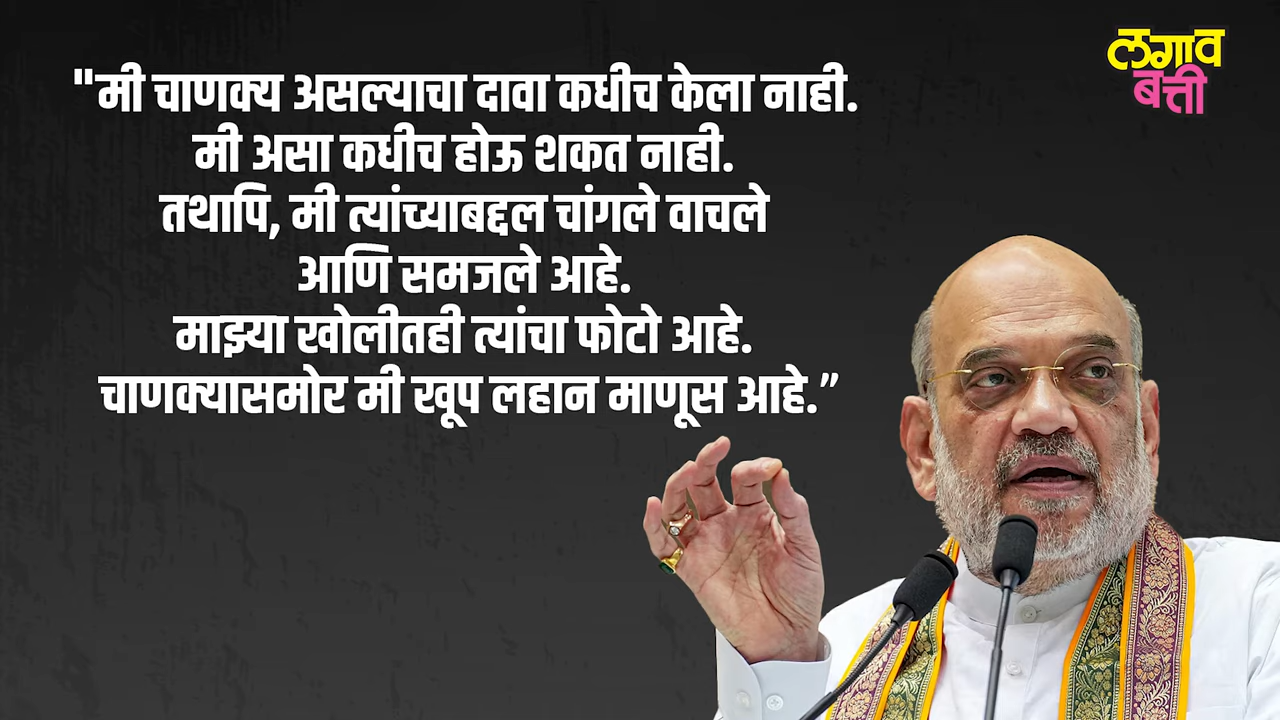 लगाव
बत्ती
"मी चाणक्य असल्याचा दावा कधीच केला नाही.
मी असा कधीच होऊ शकत नाही.
तथापि, मी त्यांच्याबद्दल चांगले वाचले
आणि समजले आहे.
माझ्या खोलीतही त्यांचा फोटो आहे.
चाणक्यासमोर मी खूप लहान माणूस आहे.”